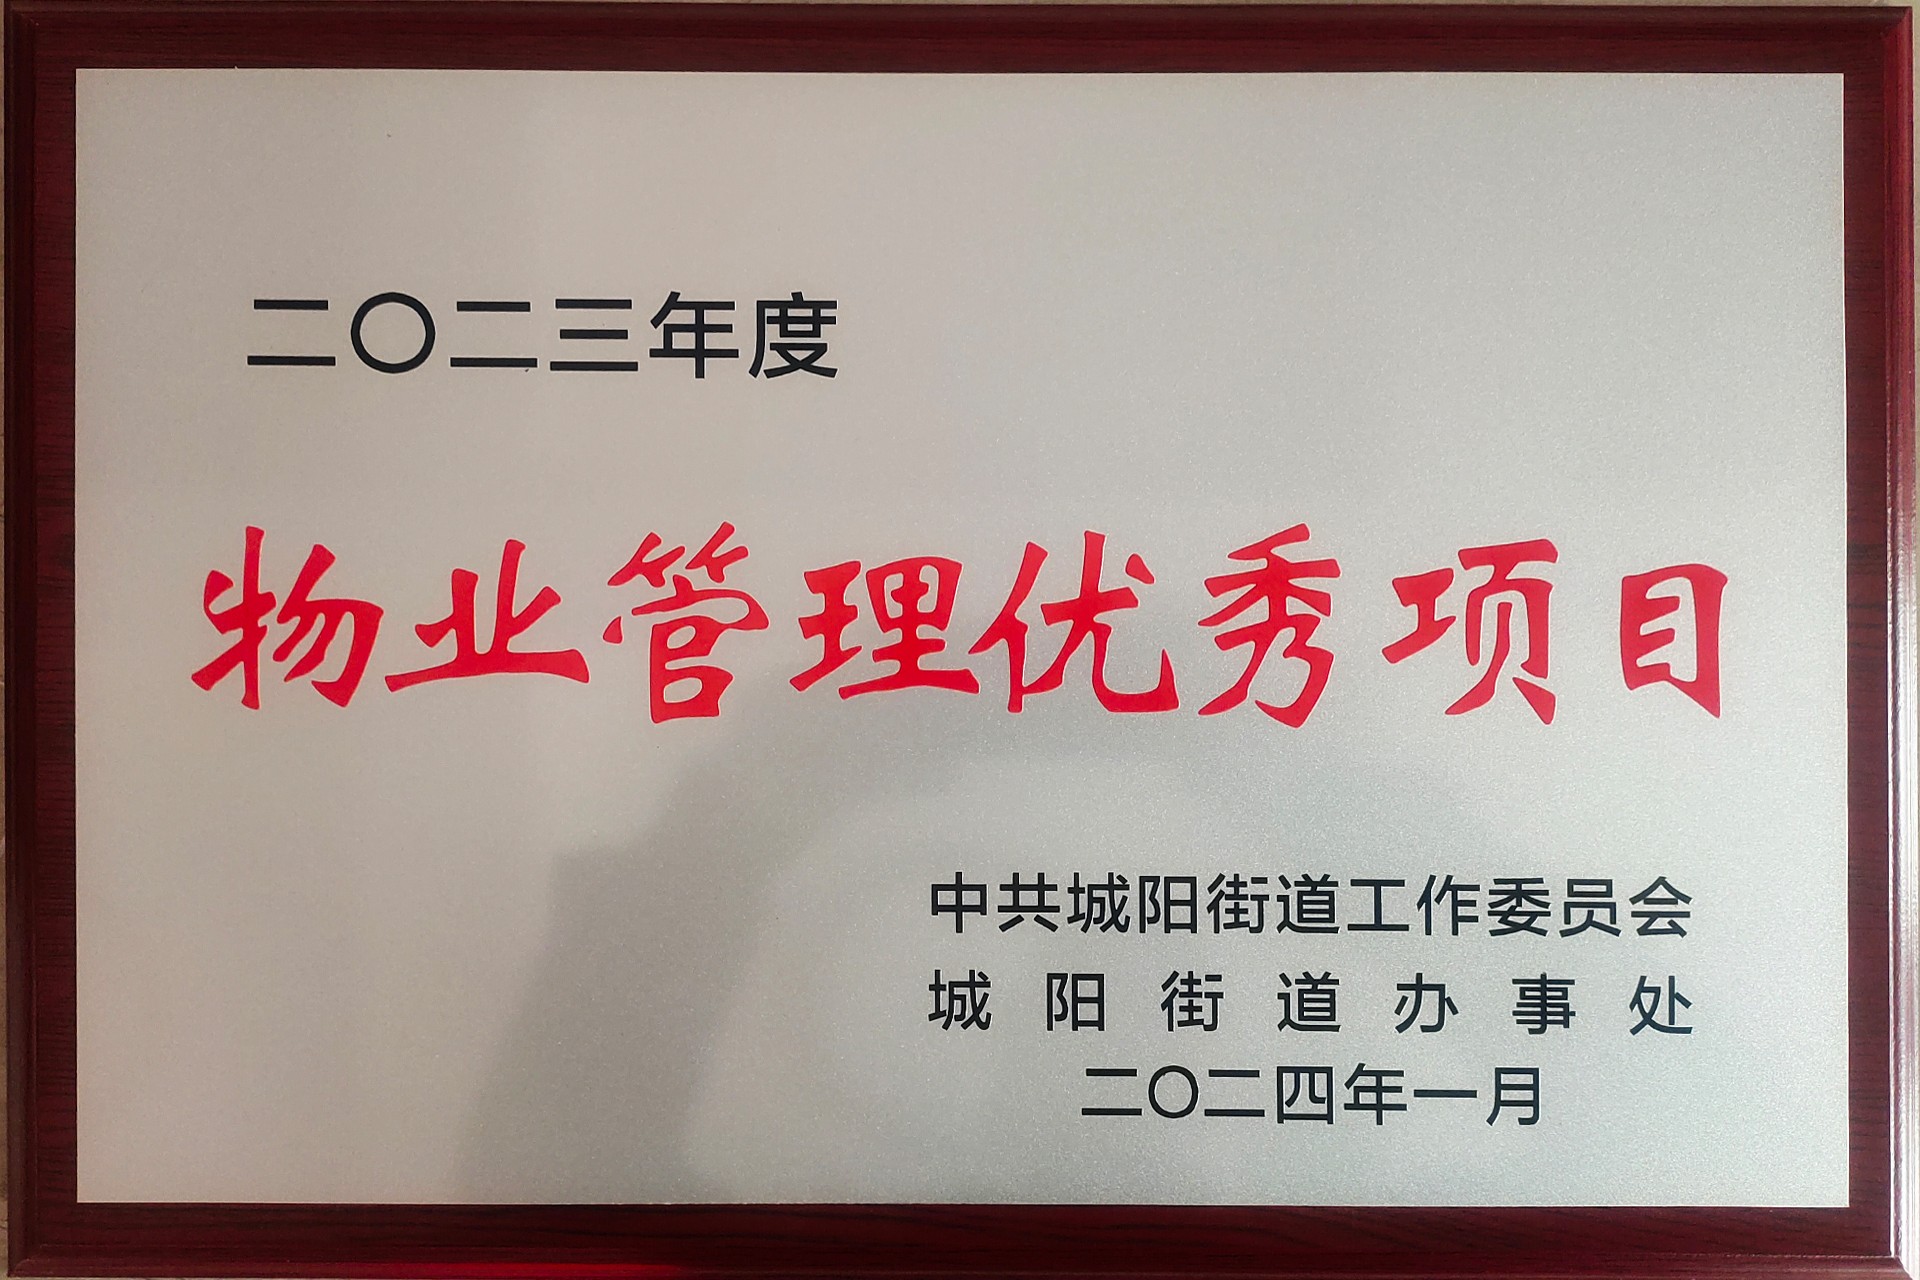 二〇二三年度
物业管理优秀项目
中共城阳街道工作委员会
城阳街道办事处
二〇二四年一月